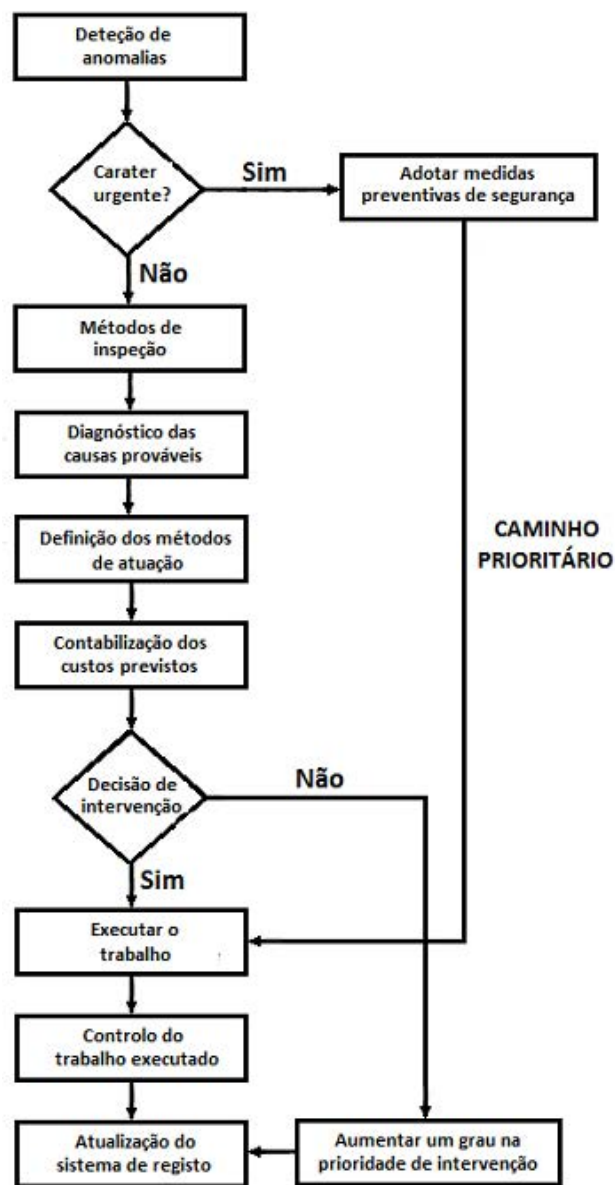 Deteção de
anomalias
Carater
urgente?
Sim
Adotar medidas
preventivas de segurança
Não
Métodos de
inspeção
Diagnóstico das
causas prováveis
Definição dos métodos
de atuação
CAMINHO
PRIORITÁRIO
Contabilização dos
custos previstos
Decisão de
intervenção
Não
Sim
Executar o
trabalho
Controlo do
trabalho executado
Atualização do
sistema de registo
Aumentar um grau na
prioridade de intervenção